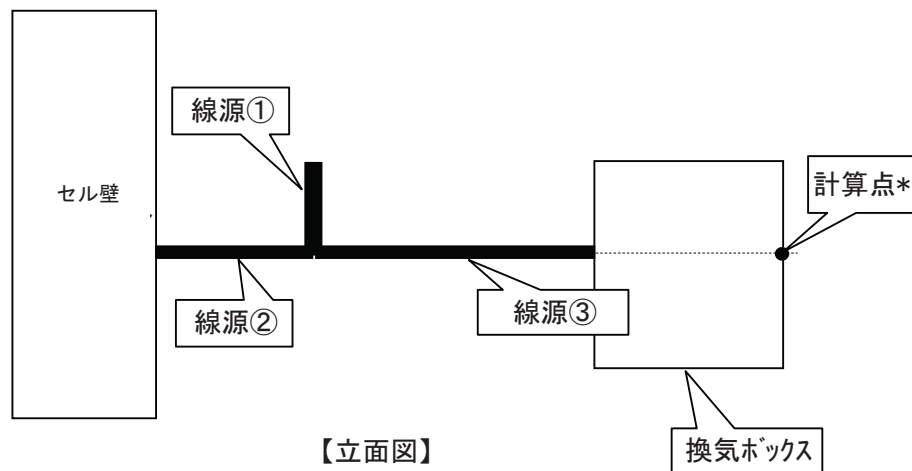 線源①
セル壁
計算点*
線源②
線源③
【立面図】
換気ボックス